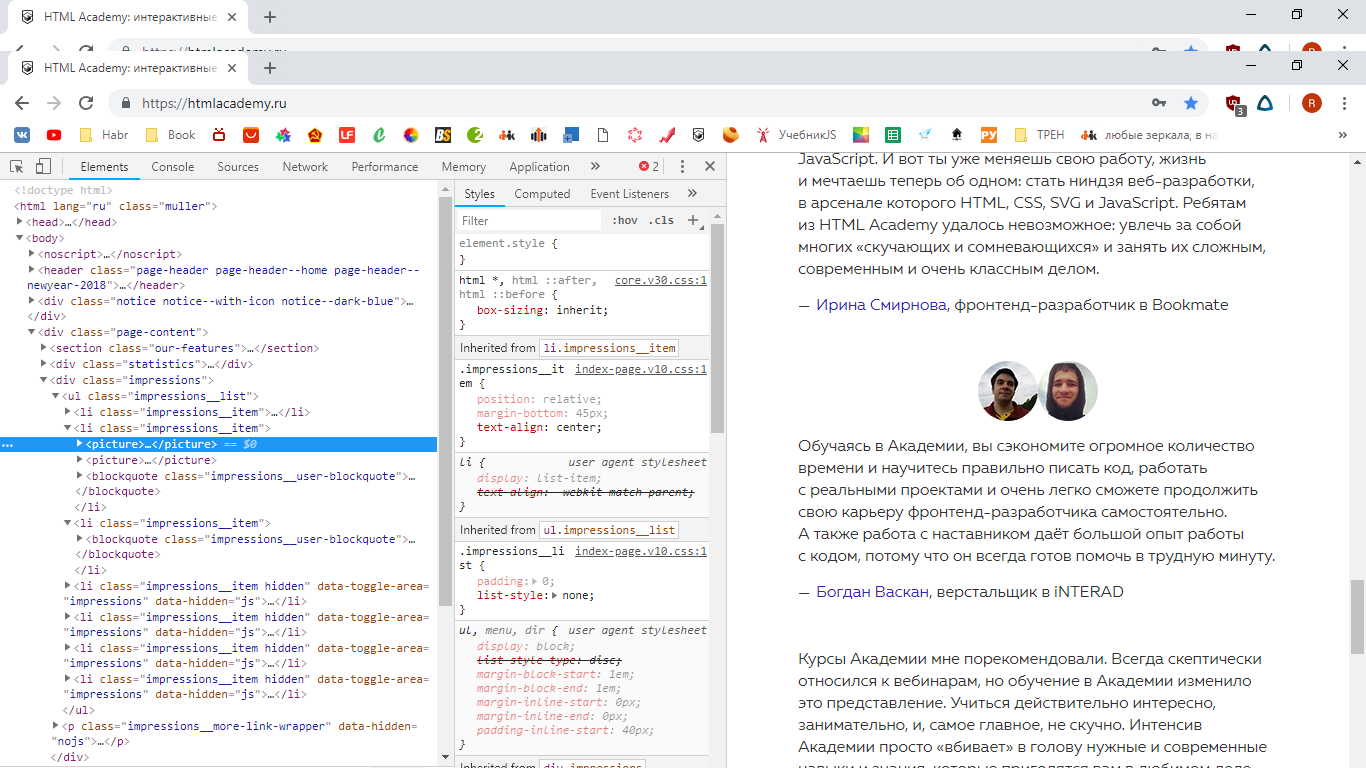 HTML Academy: интерактивные
HTML Academy: интерактивные
https://htmlacademy.ru
3
R
Habr
Book
LF
BS
2
УчебникJS
РУ
ТРЕН
любые зеркала, в на
»
Elements Console Sources Network Performance Memory Application » 2
<!doctype html>
<html lang="ru" class="muller">
<head>…</head>
<body>
<noscript>…</noscript>
<header class="page-header page-header--home page-header--
newyear-2018">…</header>
<div class="notice notice--with-icon notice--dark-blue">…
</div>
<div class="page-content">
<section class="our-features">…</section>
<div class="statistics">…</div>
<div class="impressions">
<ul class="impressions__list">
<li class="impressions__item">…</li>
<li class="impressions__item">
… <picture>…</picture> == $0
<picture>…</picture>
<blockquote class="impressions__user-blockquote">…
</blockquote>
</li>
<li class="impressions__item">
<blockquote class="impressions__user-blockquote">…
</blockquote>
</li>
<li class="impressions__item hidden" data-toggle-area=
"impressions" data-hidden="js">…</li>
<li class="impressions__item hidden" data-toggle-area=
"impressions" data-hidden="js">…</li>
<li class="impressions__item hidden" data-toggle-area=
"impressions" data-hidden="js">…</li>
<li class="impressions__item hidden" data-toggle-area=
"impressions" data-hidden="js">…</li>
</ul>
<p class="impressions__more-link-wrapper" data-hidden=
"nojs">…</p>
</div>
Styles Computed Event Listeners »
Filter :hov .cls +
element.style {
}
html *, html ::after, core.v30.css:1
html ::before {
box-sizing: inherit;
}
Inherited from li.impressions__item
.impressions__it index-page.v10.css:1
em {
position: relative;
margin-bottom: 45px;
text-align: center;
}
li { user agent stylesheet
display: list-item;
text-align: -webkit-match-parent;
}
Inherited from ul.impressions__list
.impressions__li index-page.v10.css:1
st {
padding: 0;
list-style: none;
}
ul, menu, dir { user agent stylesheet
display: block;
list-style-type: disc;
margin-block-start: 1em;
margin-block-end: 1em;
margin-inline-start: 0px;
margin-inline-end: 0px;
padding-inline-start: 40px;
}
Inherited from div.impressions
JavaScript. И вот ты уже меняешь свою работу, жизнь
и мечтаешь теперь об одном: стать ниндзя веб-разработки,
в арсенале которого HTML, CSS, SVG и JavaScript. Ребятам
из HTML Academy удалось невозможное: увлечь за собой
многих «скучающих и сомневающихся» и занять их сложным,
современным и очень классным делом.
— Ирина Смирнова, фронтенд-разработчик в Bookmate
Обучаясь в Академии, вы сэкономите огромное количество
времени и научитесь правильно писать код, работать
с реальными проектами и очень легко сможете продолжить
свою карьеру фронтенд-разработчика самостоятельно.
А также работа с наставником даёт большой опыт работы
с кодом, потому что он всегда готов помочь в трудную минуту.
— Богдан Васкан, верстальщик в iNTERAD
Курсы Академии мне порекомендовали. Всегда скептически
относился к вебинарам, но обучение в Академии изменило
это представление. Учиться действительно интересно,
занимательно, и, самое главное, не скучно. Интенсив
Академии просто «вбивает» в голову нужные и современные
навыки и знания, которые пригодятся вам в любимом деле